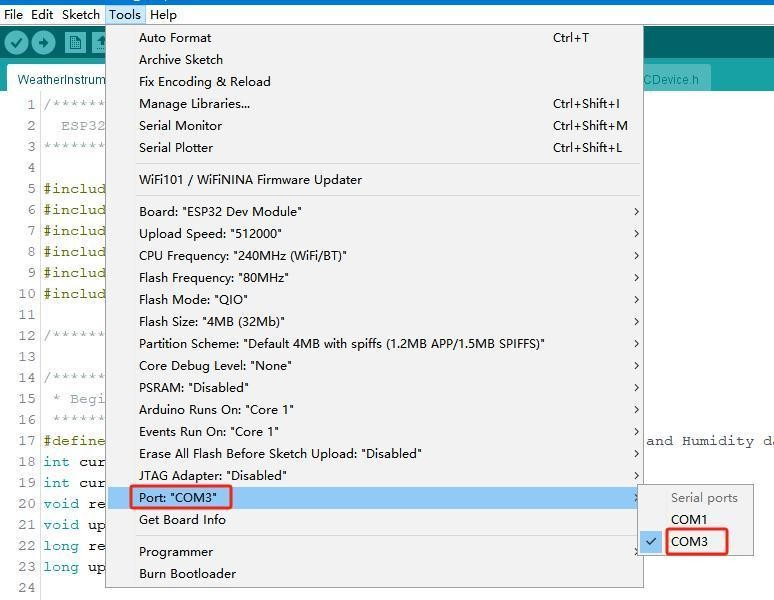 File Edit Sketch Tools Help
Auto Format Ctrl+T
Archive Sketch
Fix Encoding & Reload
Manage Libraries... Ctrl+Shift+I
Serial Monitor Ctrl+Shift+M
Serial Plotter Ctrl+Shift+L
WiFi101 / WiFiNINA Firmware Updater
Board: "ESP32 Dev Module"
Upload Speed: "512000"
CPU Frequency: "240MHz (WiFi/BT)"
Flash Frequency: "80MHz"
Flash Mode: "QIO"
Flash Size: "4MB (32Mb)"
Partition Scheme: "Default 4MB with spiffs (1.2MB APP/1.5MB SPIFFS)"
Core Debug Level: "None"
PSRAM: "Disabled"
Arduino Runs On: "Core 1"
Events Run On: "Core 1"
Erase All Flash Before Sketch Upload: "Disabled"
JTAG Adapter: "Disabled"
Port: "COM3"
Get Board Info
Programmer
Burn Bootloader
Serial ports
COM1
COM3
WeatherInstrum
CDevice.h
1 /*******
2 ESP32
3 *******
4
5 #includ
6 #includ
7 #includ
8 #includ
9 #includ
10 #includ
11
12 /*******
13
14 /*******
15 * Begi
16 ******
17 #define and Humidity da
18 int cur
19 int cur
20 void re
21 void up
22 long re
23 long up
24